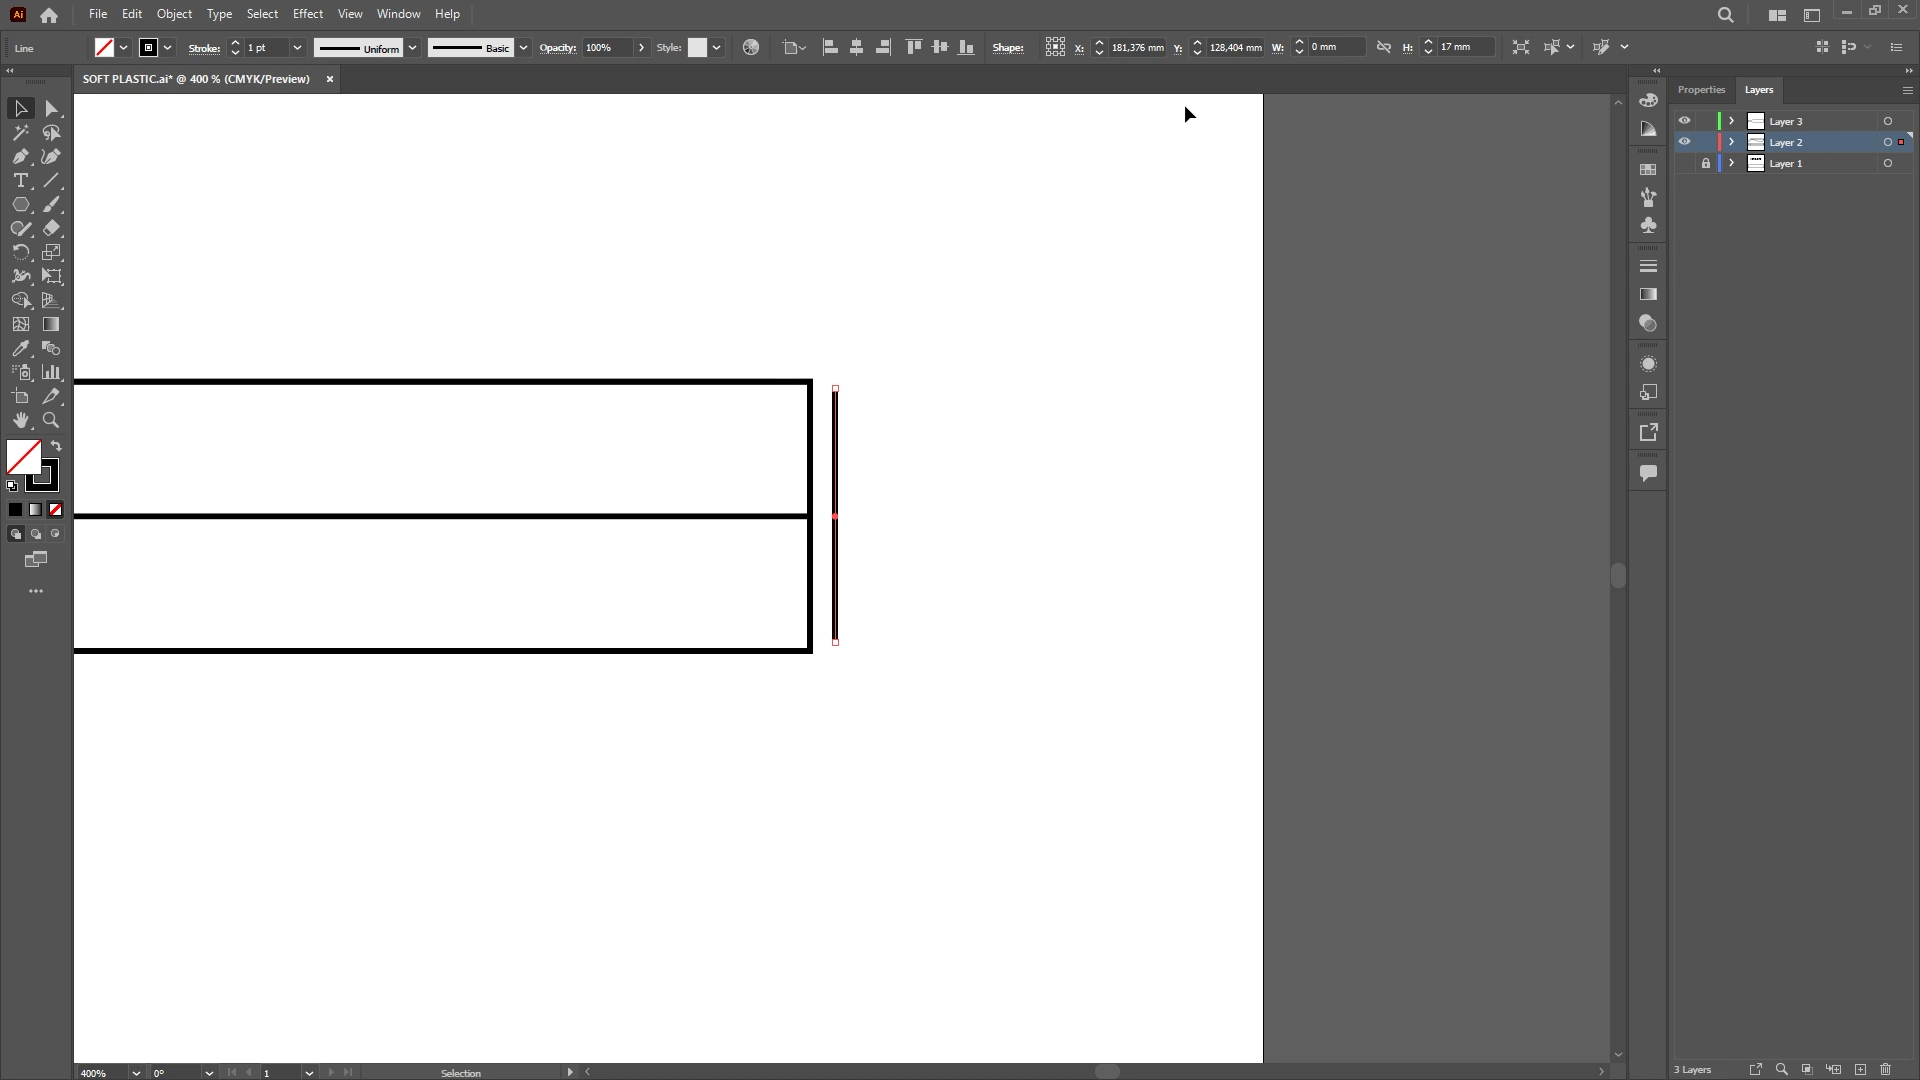 Ai File Edit Object Type Select Effect View Window Help
Line Stroke: 1 pt Uniform Basic Opacity: 100% Style: Shape: X: 181,376 mm Y: 128,404 mm W: 0 mm H: 17 mm
SOFT PLASTIC.ai* @ 400 % (CMYK/Preview) ×
Properties Layers
Layer 3
Layer 2
Layer 1
400% 0° 1 Selection
3 Layers